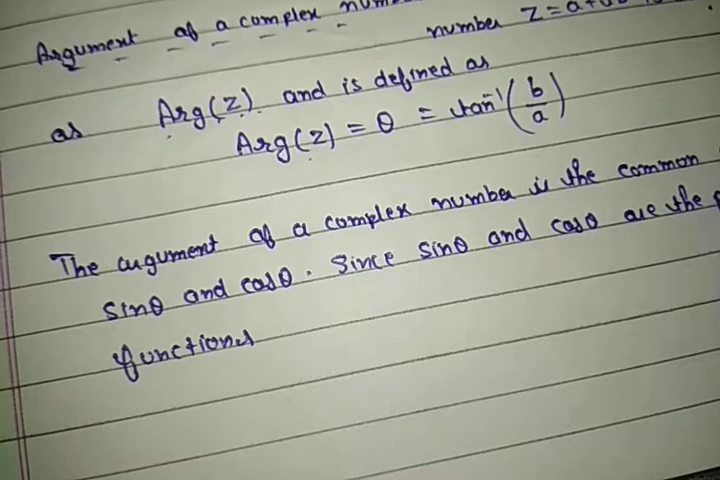 Argument of a complex
number Z = a+
as Arg(Z) and is defined as
Arg(Z) = θ = tan⁻¹(b/a)
The augument of a complex number is the common
sinθ and cosθ. Since sinθ and cosθ are the
functions